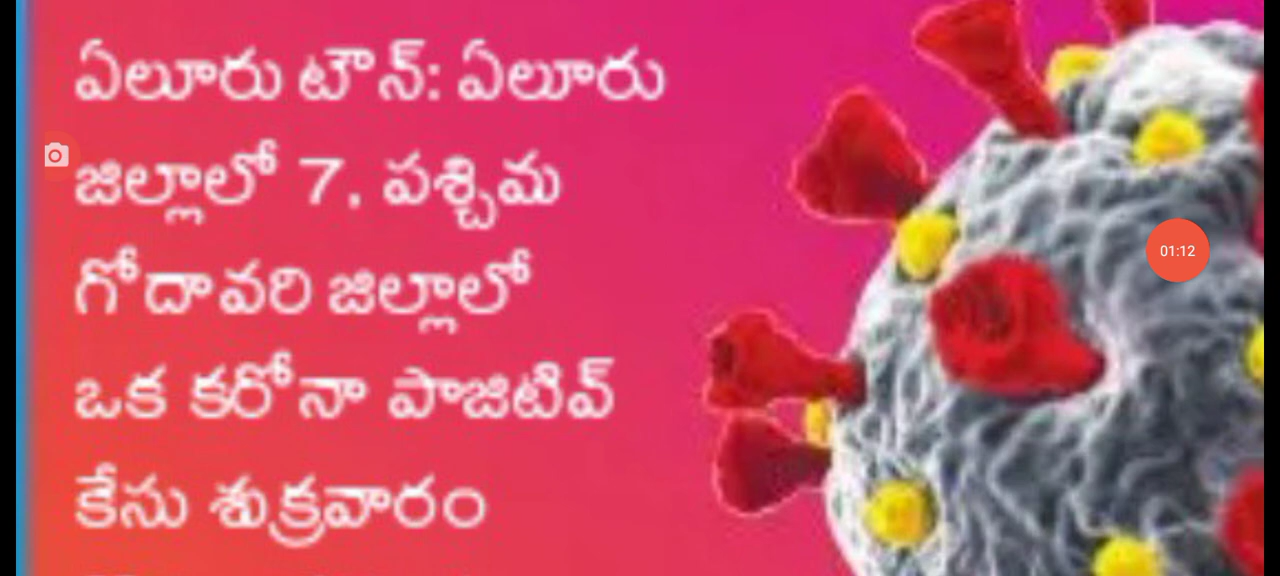 ఏలూరు టౌన్: ఏలూరు
జిల్లాలో 7, పశ్చిమ
గోదావరి జిల్లాలో
ఒక కరోనా పాజిటివ్
కేసు శుక్రవారం
01:12